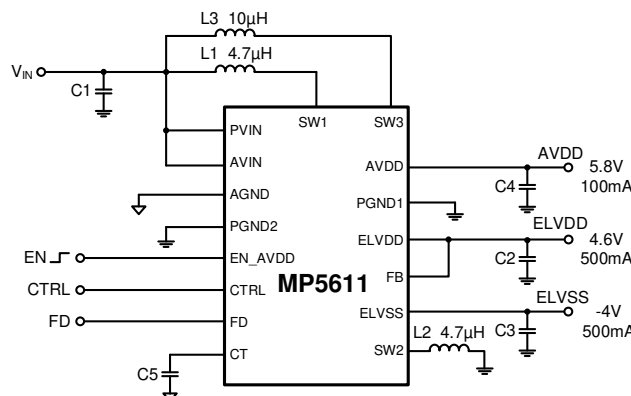 L3 10µH
L1 4.7µH
VIN
C1
SW1
SW3
PVIN
AVIN
AGND
PGND2
EN_AVDD
CTRL
FD
CT
MP5611
AVDD
PGND1
ELVDD
FB
ELVSS
SW2
EN
CTRL
FD
C5
AVDD
5.8V
100mA
C4
ELVDD
4.6V
500mA
C2
ELVSS
-4V
500mA
C3
L2 4.7µH